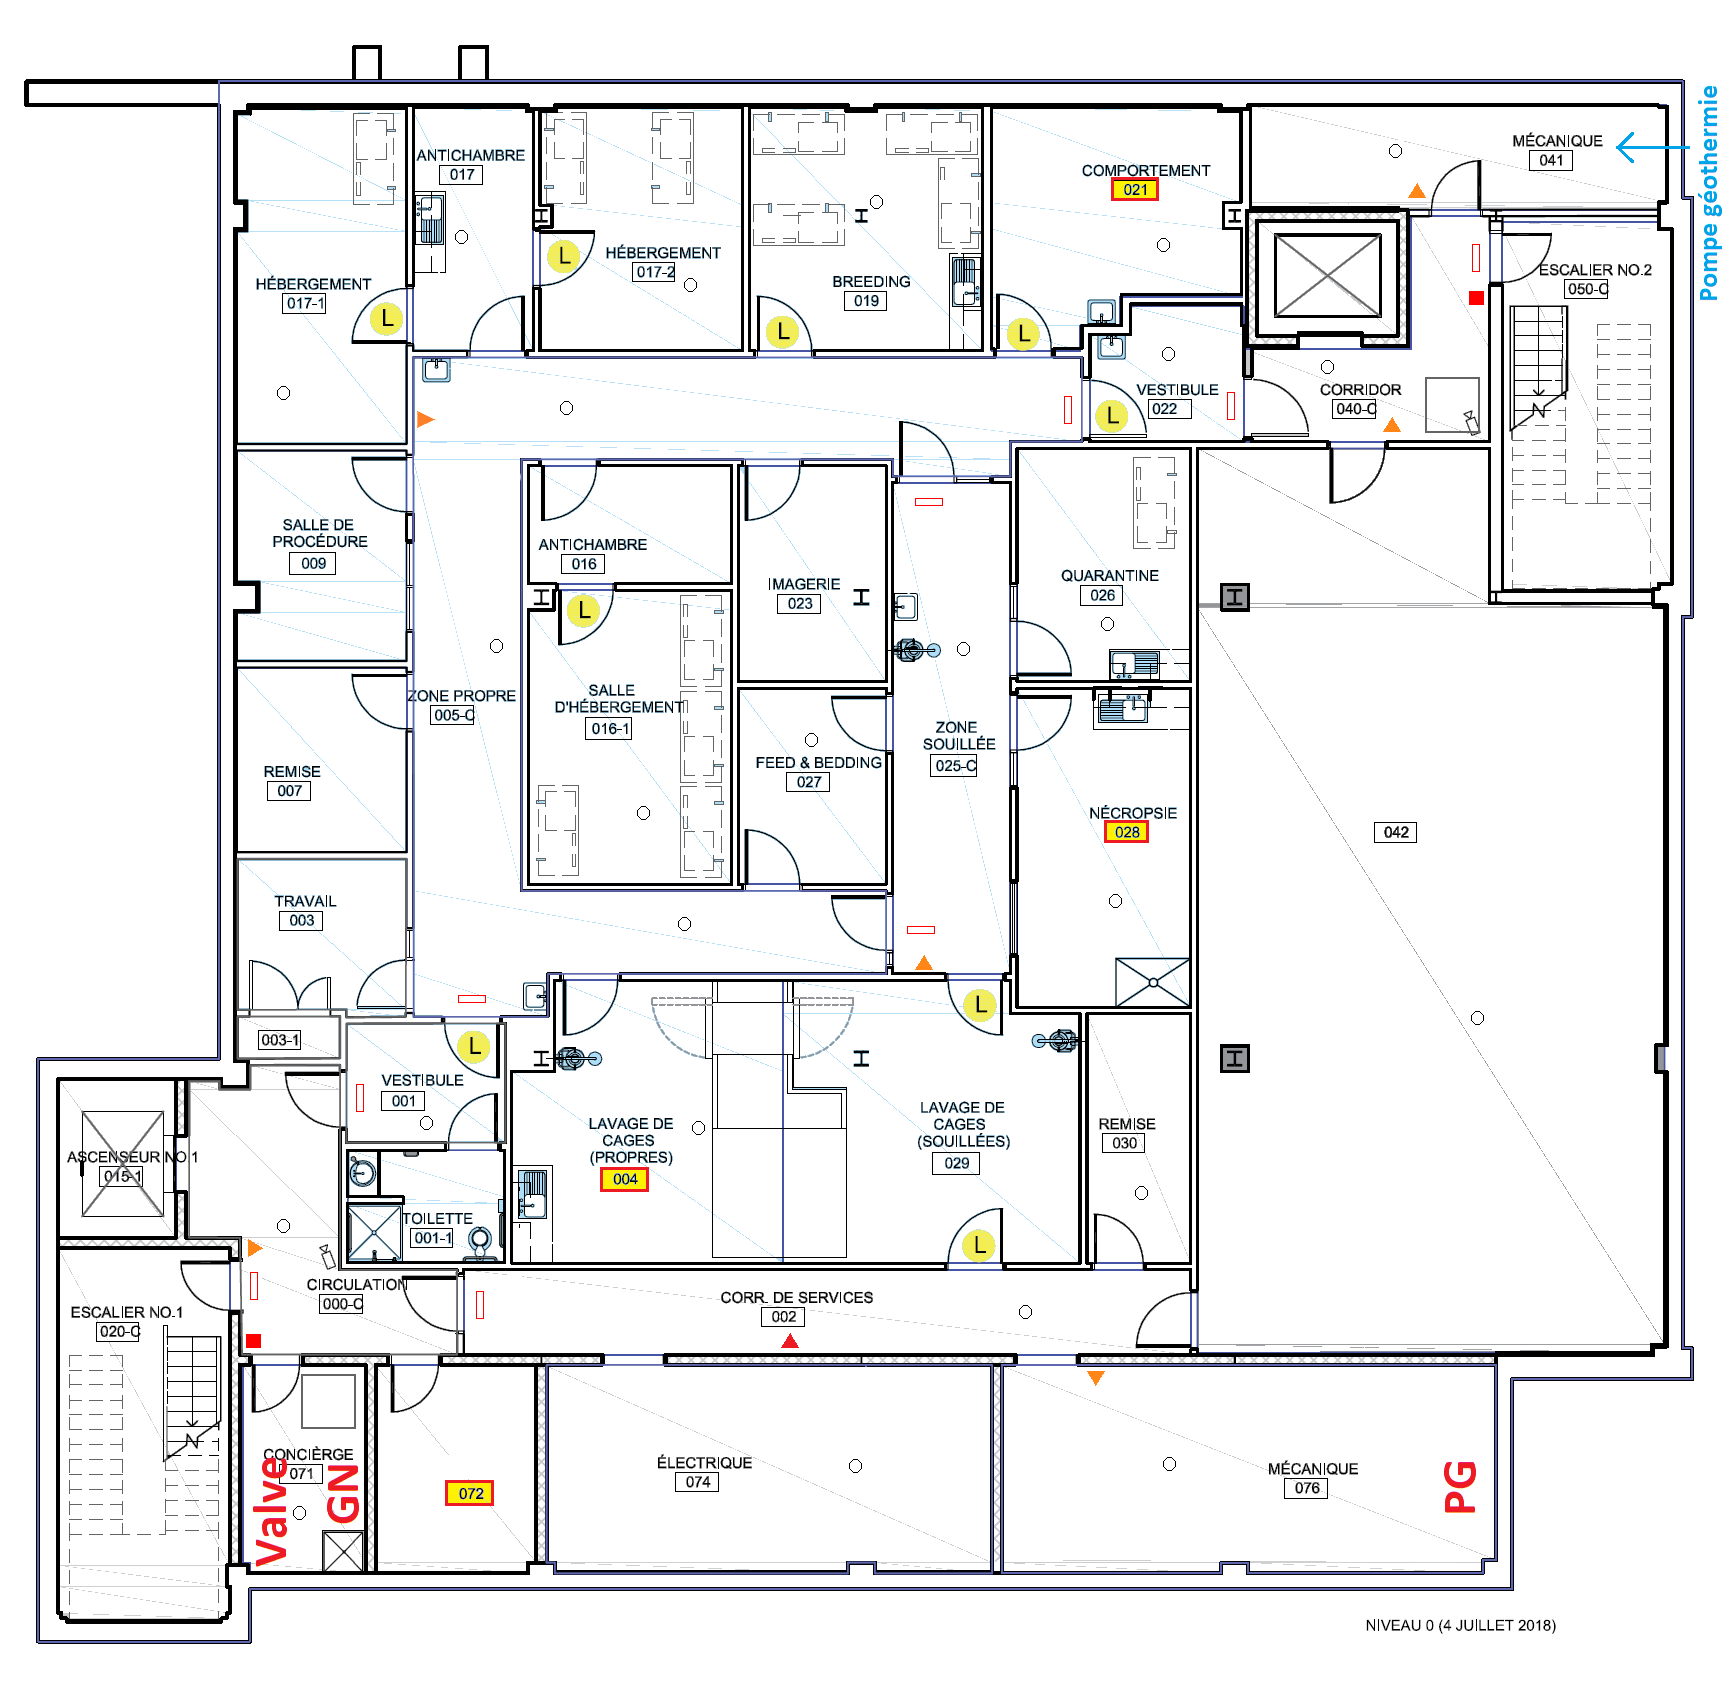 MÉCANIQUE
041
Pompe géothermie
ANTICHAMBRE
017
COMPORTEMENT
021
HÉBERGEMENT
017-1
L
L
HÉBERGEMENT
017-2
BREEDING
019
L
L
ESCALIER NO.2
050-C
VESTIBULE
022
L
CORRIDOR
040-C
SALLE DE
PROCÉDURE
009
ANTICHAMBRE
016
L
IMAGERIE
023
QUARANTINE
026
ZONE PROPRE
005-C
SALLE
D'HÉBERGEMENT
016-1
ZONE
SOUILLÉE
025-C
REMISE
007
FEED & BEDDING
027
NÉCROPSIE
028
042
TRAVAIL
003
003-1
L
L
VESTIBULE
001
ASCENSEUR NO.1
015-1
LAVAGE DE
CAGES
(PROPRES)
004
LAVAGE DE
CAGES
(SOUILLÉES)
029
REMISE
030
TOILETTE
001-1
L
CIRCULATION
000-C
CORR. DE SERVICES
002
ESCALIER NO.1
020-C
CONCIÈRGE
071
Valve
GN
072
ÉLECTRIQUE
074
MÉCANIQUE
076
PG
NIVEAU 0 (4 JUILLET 2018)